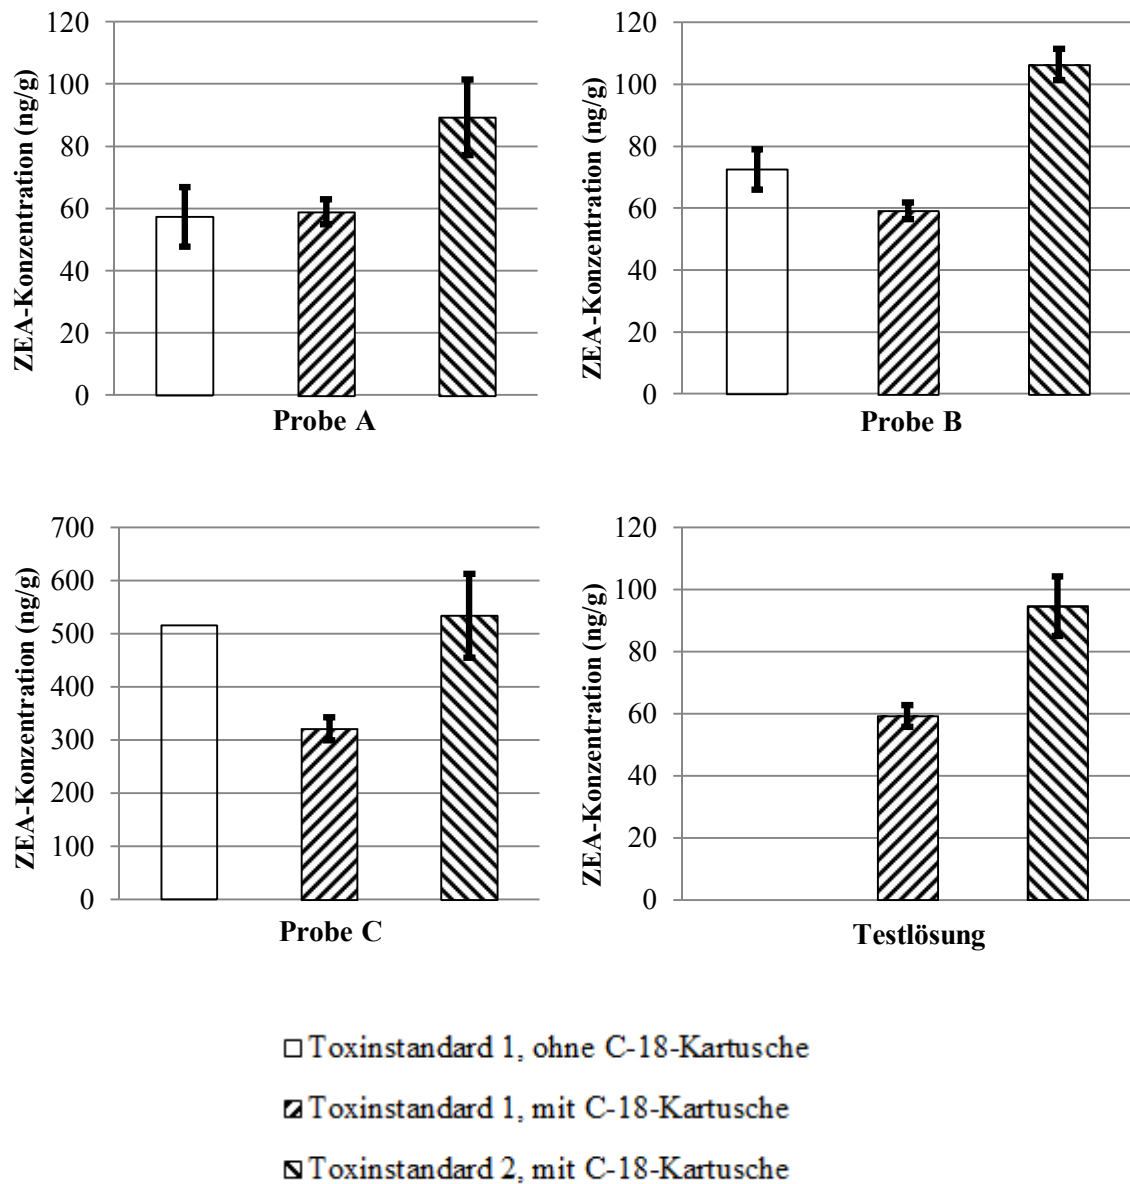 120
100
80
60
40
20
0
ZEA-Konzentration (ng/g)
Probe A
120
100
80
60
40
20
0
ZEA-Konzentration (ng/g)
Probe B
700
600
500
400
300
200
100
0
ZEA-Konzentration (ng/g)
Probe C
120
100
80
60
40
20
0
ZEA-Konzentration (ng/g)
Testlösung
Toxinstandard 1, ohne C-18-Kartusche
Toxinstandard 1, mit C-18-Kartusche
Toxinstandard 2, mit C-18-Kartusche